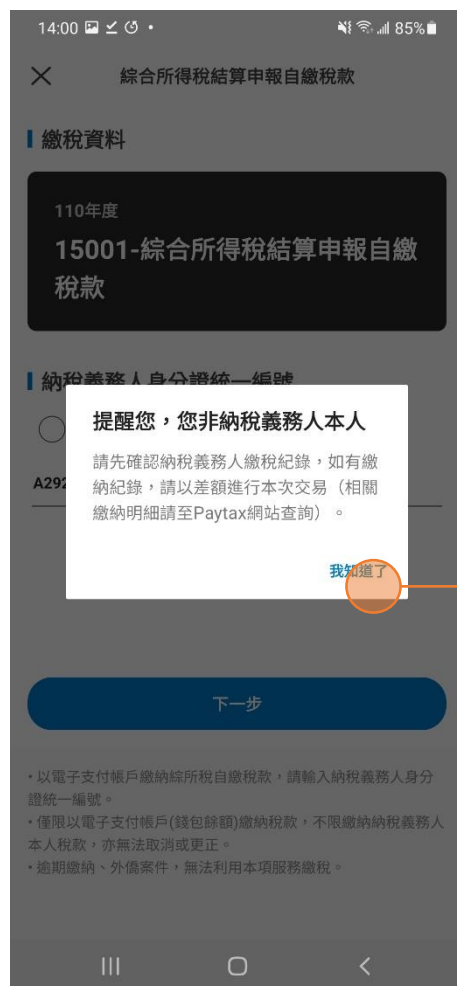 14:00
85%
綜合所得稅結算申報自繳稅款
繳稅資料
110年度
15001-綜合所得稅結算申報自繳
稅款
納稅義務人身分證統一編號
提醒您，您非納稅義務人本人
請先確認納稅義務人繳稅紀錄，如有繳
納紀錄，請以差額進行本次交易（相關
繳納明細請至Paytax網站查詢）。
A292
我知道了
下一步
•以電子支付帳戶繳納綜所稅自繳稅款，請輸入納稅義務人身分
證統一編號。
•僅限以電子支付帳戶(錢包餘額)繳納稅款，不限繳納納稅義務人
本人稅款，亦無法取消或更正。
•逾期繳納、外僑案件，無法利用本項服務繳稅。